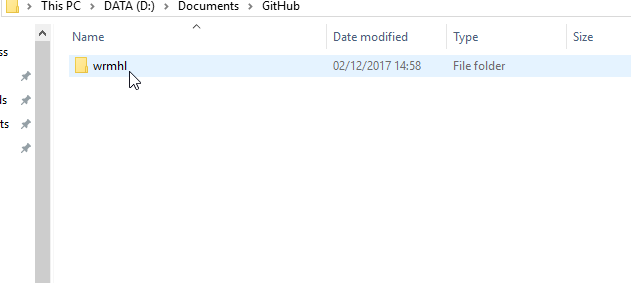 This PC > DATA (D:) > Documents > GitHub
Name Date modified Type Size
ss
wrmhl 02/12/2017 14:58 File folder
ls
ts